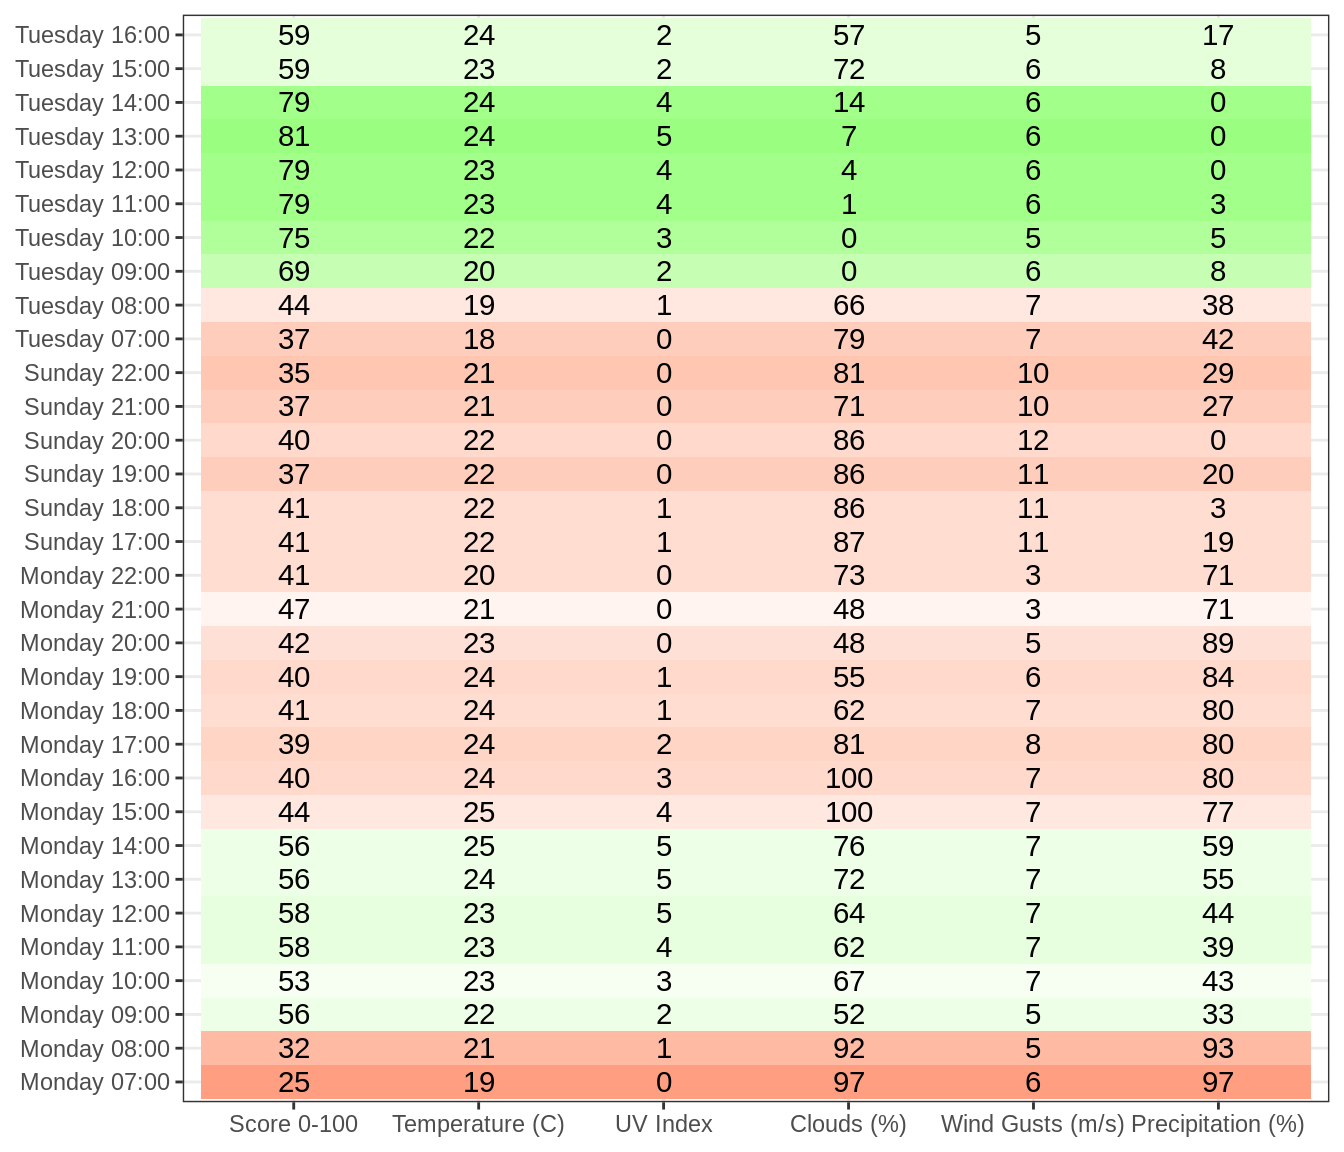 Tuesday 16:00 59 24 2 57 5 17
Tuesday 15:00 59 23 2 72 6 8
Tuesday 14:00 79 24 4 14 6 0
Tuesday 13:00 81 24 5 7 6 0
Tuesday 12:00 79 23 4 4 6 0
Tuesday 11:00 79 23 4 1 6 3
Tuesday 10:00 75 22 3 0 5 5
Tuesday 09:00 69 20 2 0 6 8
Tuesday 08:00 44 19 1 66 7 38
Tuesday 07:00 37 18 0 79 7 42
Sunday 22:00 35 21 0 81 10 29
Sunday 21:00 37 21 0 71 10 27
Sunday 20:00 40 22 0 86 12 0
Sunday 19:00 37 22 0 86 11 20
Sunday 18:00 41 22 1 86 11 3
Sunday 17:00 41 22 1 87 11 19
Monday 22:00 41 20 0 73 3 71
Monday 21:00 47 21 0 48 3 71
Monday 20:00 42 23 0 48 5 89
Monday 19:00 40 24 1 55 6 84
Monday 18:00 41 24 1 62 7 80
Monday 17:00 39 24 2 81 8 80
Monday 16:00 40 24 3 100 7 80
Monday 15:00 44 25 4 100 7 77
Monday 14:00 56 25 5 76 7 59
Monday 13:00 56 24 5 72 7 55
Monday 12:00 58 23 5 64 7 44
Monday 11:00 58 23 4 62 7 39
Monday 10:00 53 23 3 67 7 43
Monday 09:00 56 22 2 52 5 33
Monday 08:00 32 21 1 92 5 93
Monday 07:00 25 19 0 97 6 97
Score 0-100 Temperature (C) UV Index Clouds (%) Wind Gusts (m/s) Precipitation (%)